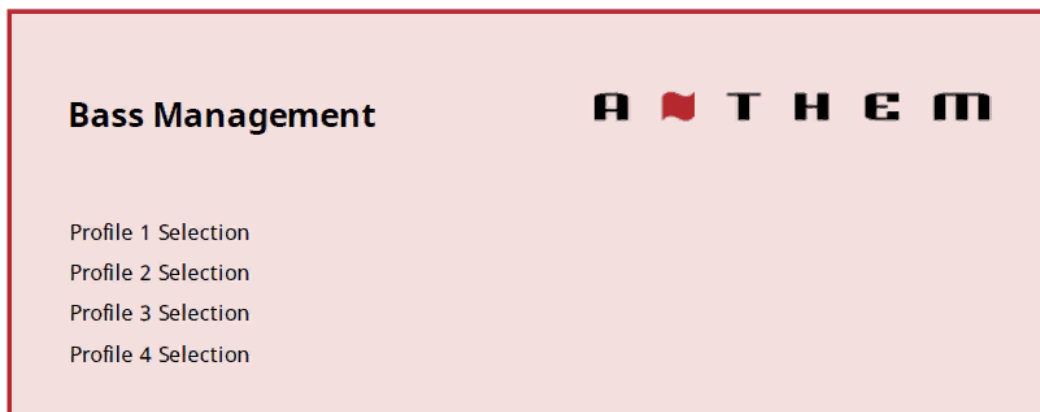 Bass Management
ANTHEM
Profile 1 Selection
Profile 2 Selection
Profile 3 Selection
Profile 4 Selection